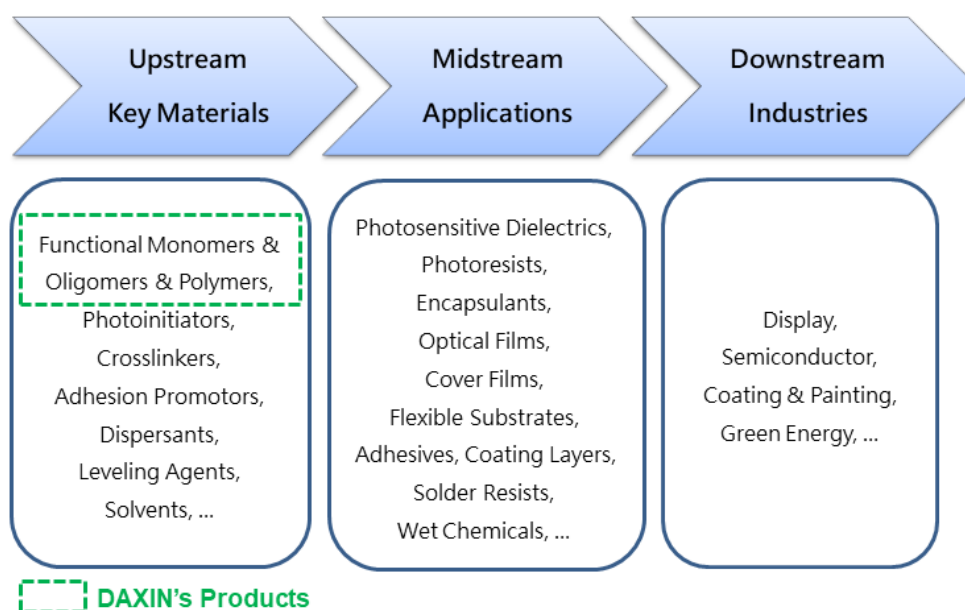 Upstream
Key Materials
Midstream
Applications
Downstream
Industries
Functional Monomers &
Oligomers & Polymers,
Photoinitiators,
Crosslinkers,
Adhesion Promotors,
Dispersants,
Leveling Agents,
Solvents, ...
Photosensitive Dielectrics,
Photoresists,
Encapsulants,
Optical Films,
Cover Films,
Flexible Substrates,
Adhesives, Coating Layers,
Solder Resists,
Wet Chemicals, ...
Display,
Semiconductor,
Coating & Painting,
Green Energy, ...
DAXIN's Products